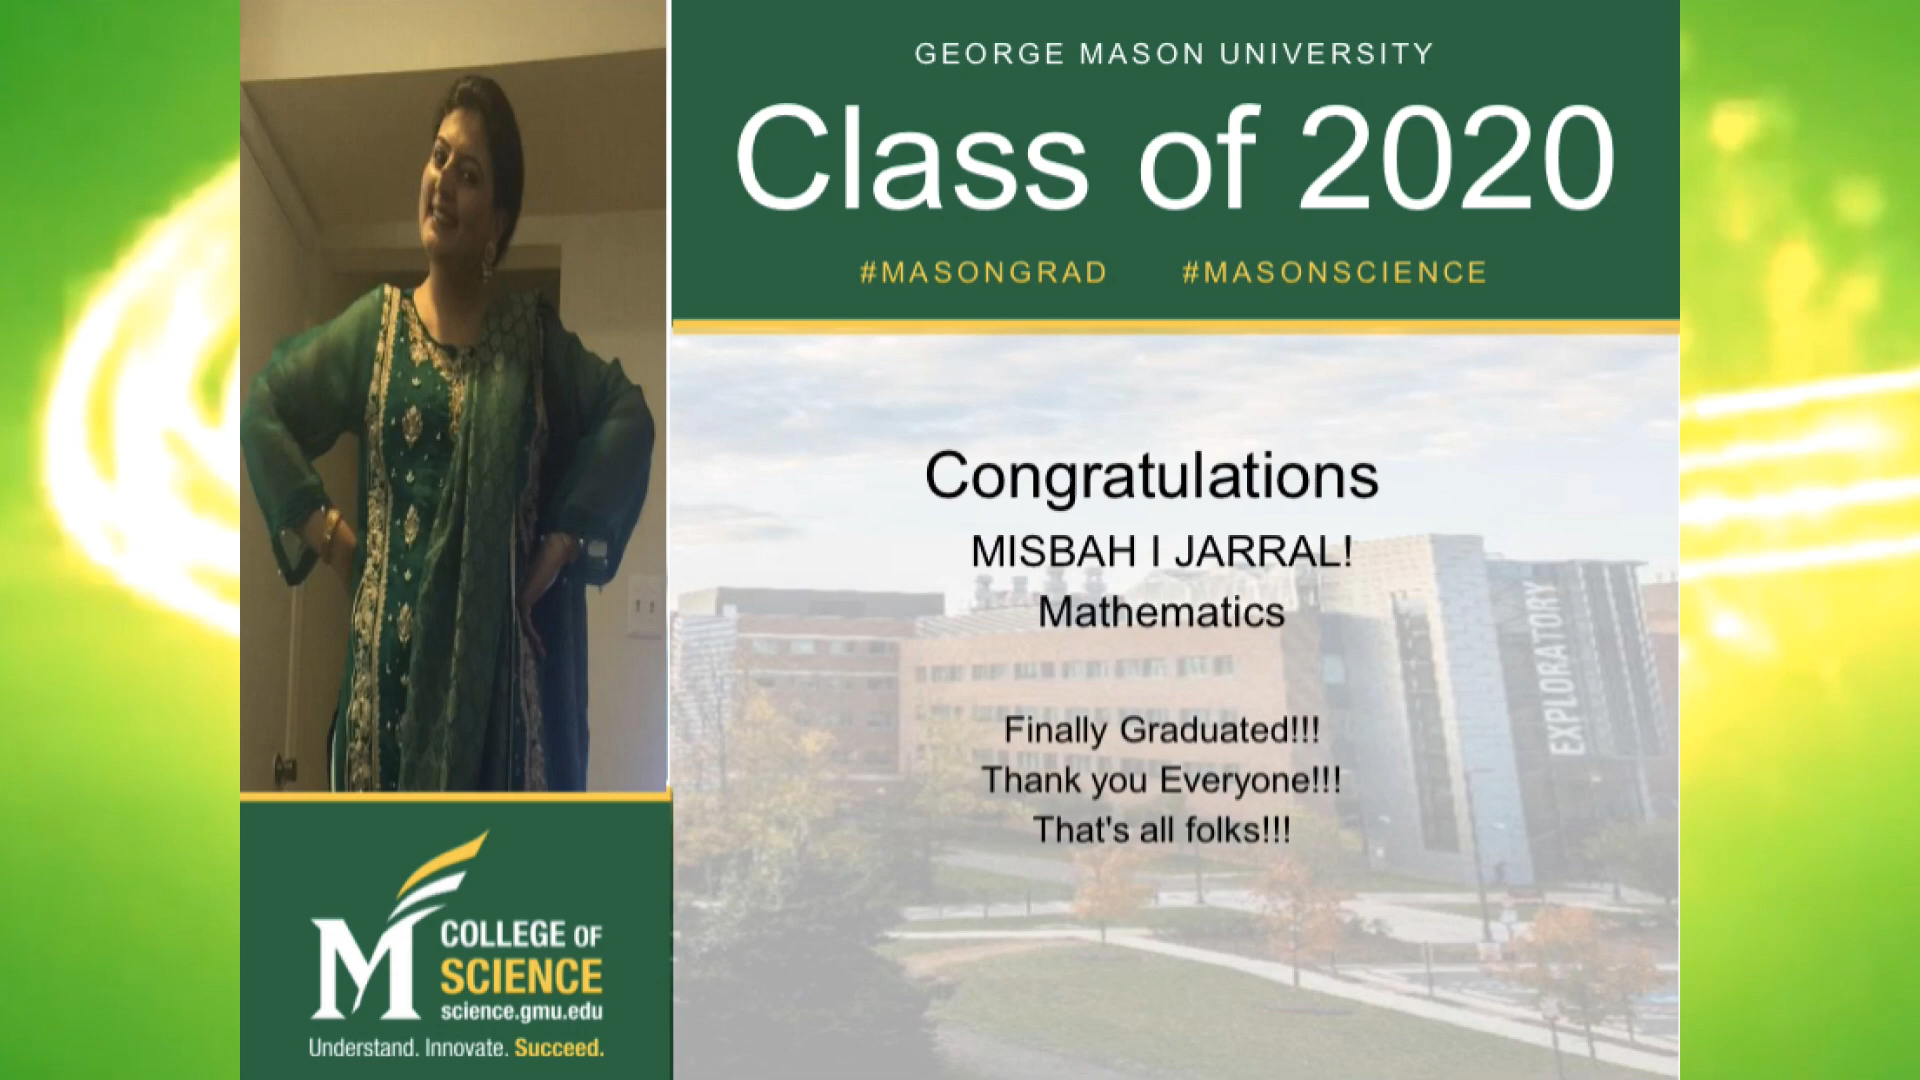 GEORGE MASON UNIVERSITY
Class of 2020
#MASONGRAD #MASONSCIENCE
Congratulations
MISBAH I JARRAL!
Mathematics
Finally Graduated!!!
Thank you Everyone!!!
That's all folks!!!
EXPLORATORY
M COLLEGE OF
SCIENCE
science.gmu.edu
Understand. Innovate. Succeed.